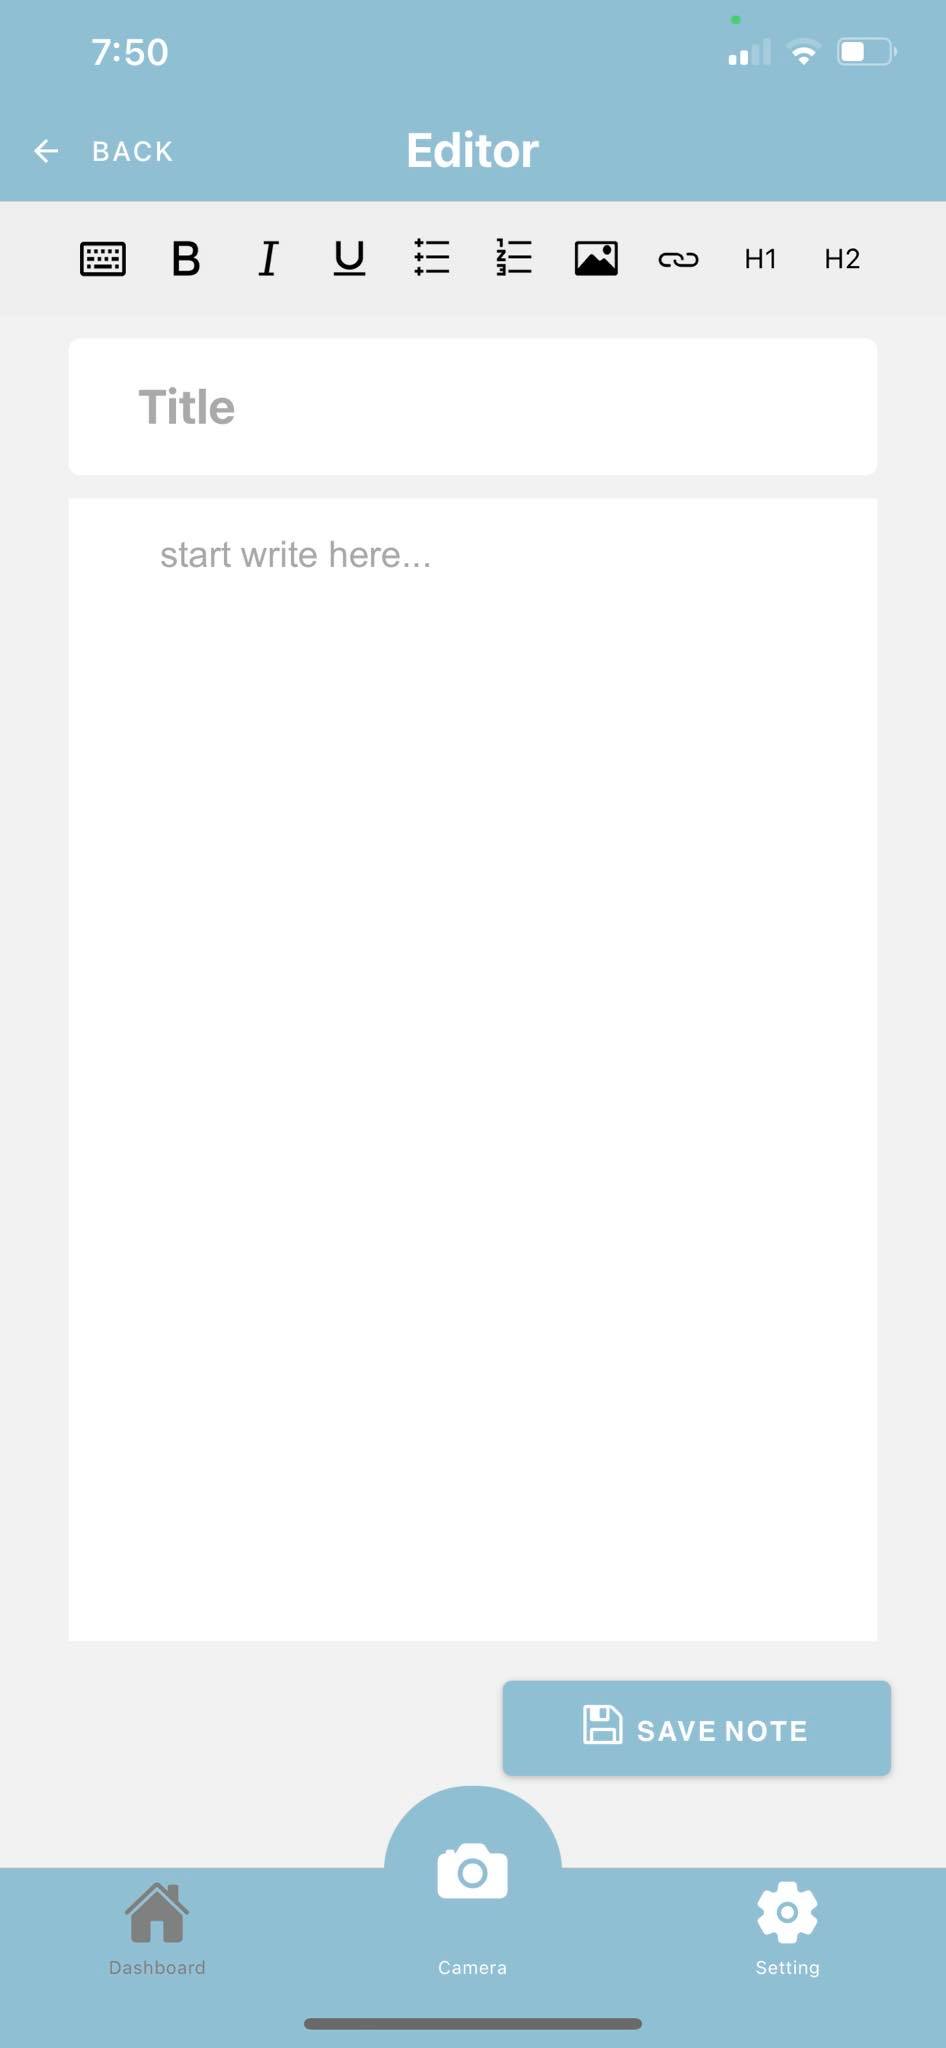 7:50
BACK
Editor
B I U H1 H2
Title
start write here...
SAVE NOTE
Dashboard Camera Setting